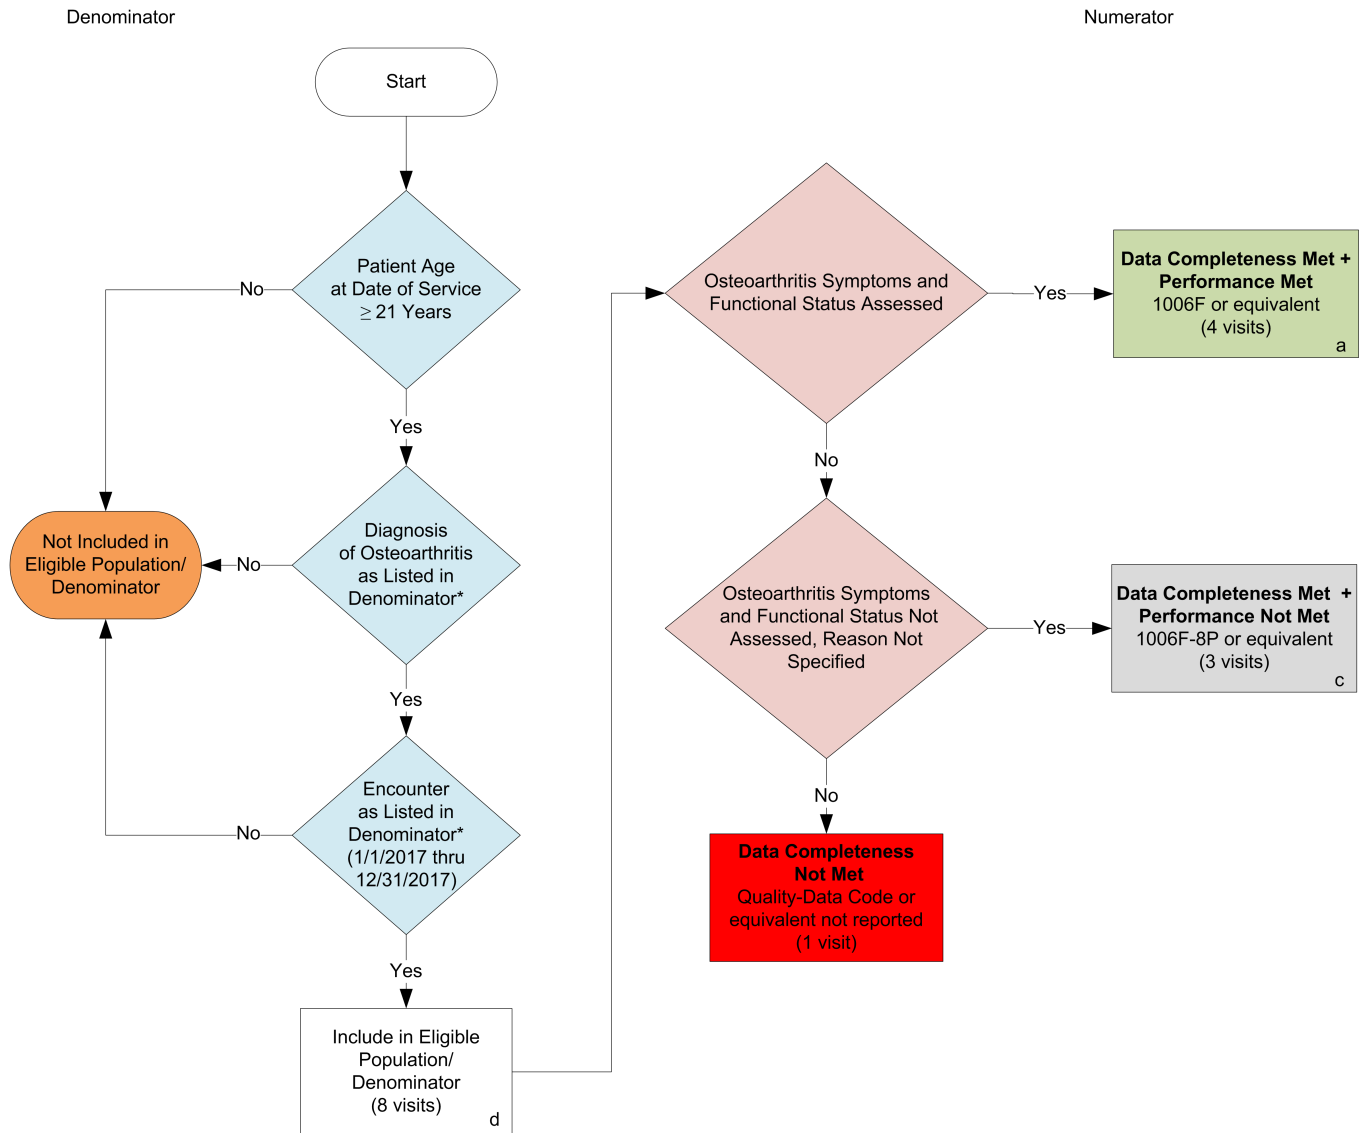 Denominator
Numerator
Start
Patient Age
at Date of Service
≥ 21 Years
No
Yes
Diagnosis
of Osteoarthritis
as Listed in
Denominator*
No
Not Included in
Eligible Population/
Denominator
Yes
Encounter
as Listed in
Denominator*
(1/1/2017 thru
12/31/2017)
No
Yes
Include in Eligible
Population/
Denominator
(8 visits)
d
Osteoarthritis Symptoms and
Functional Status Assessed
Yes
Data Completeness Met +
Performance Met
1006F or equivalent
(4 visits)
a
No
Osteoarthritis Symptoms
and Functional Status Not
Assessed, Reason Not
Specified
Yes
Data Completeness Met +
Performance Not Met
1006F-8P or equivalent
(3 visits)
c
No
Data Completeness
Not Met
Quality-Data Code or
equivalent not reported
(1 visit)